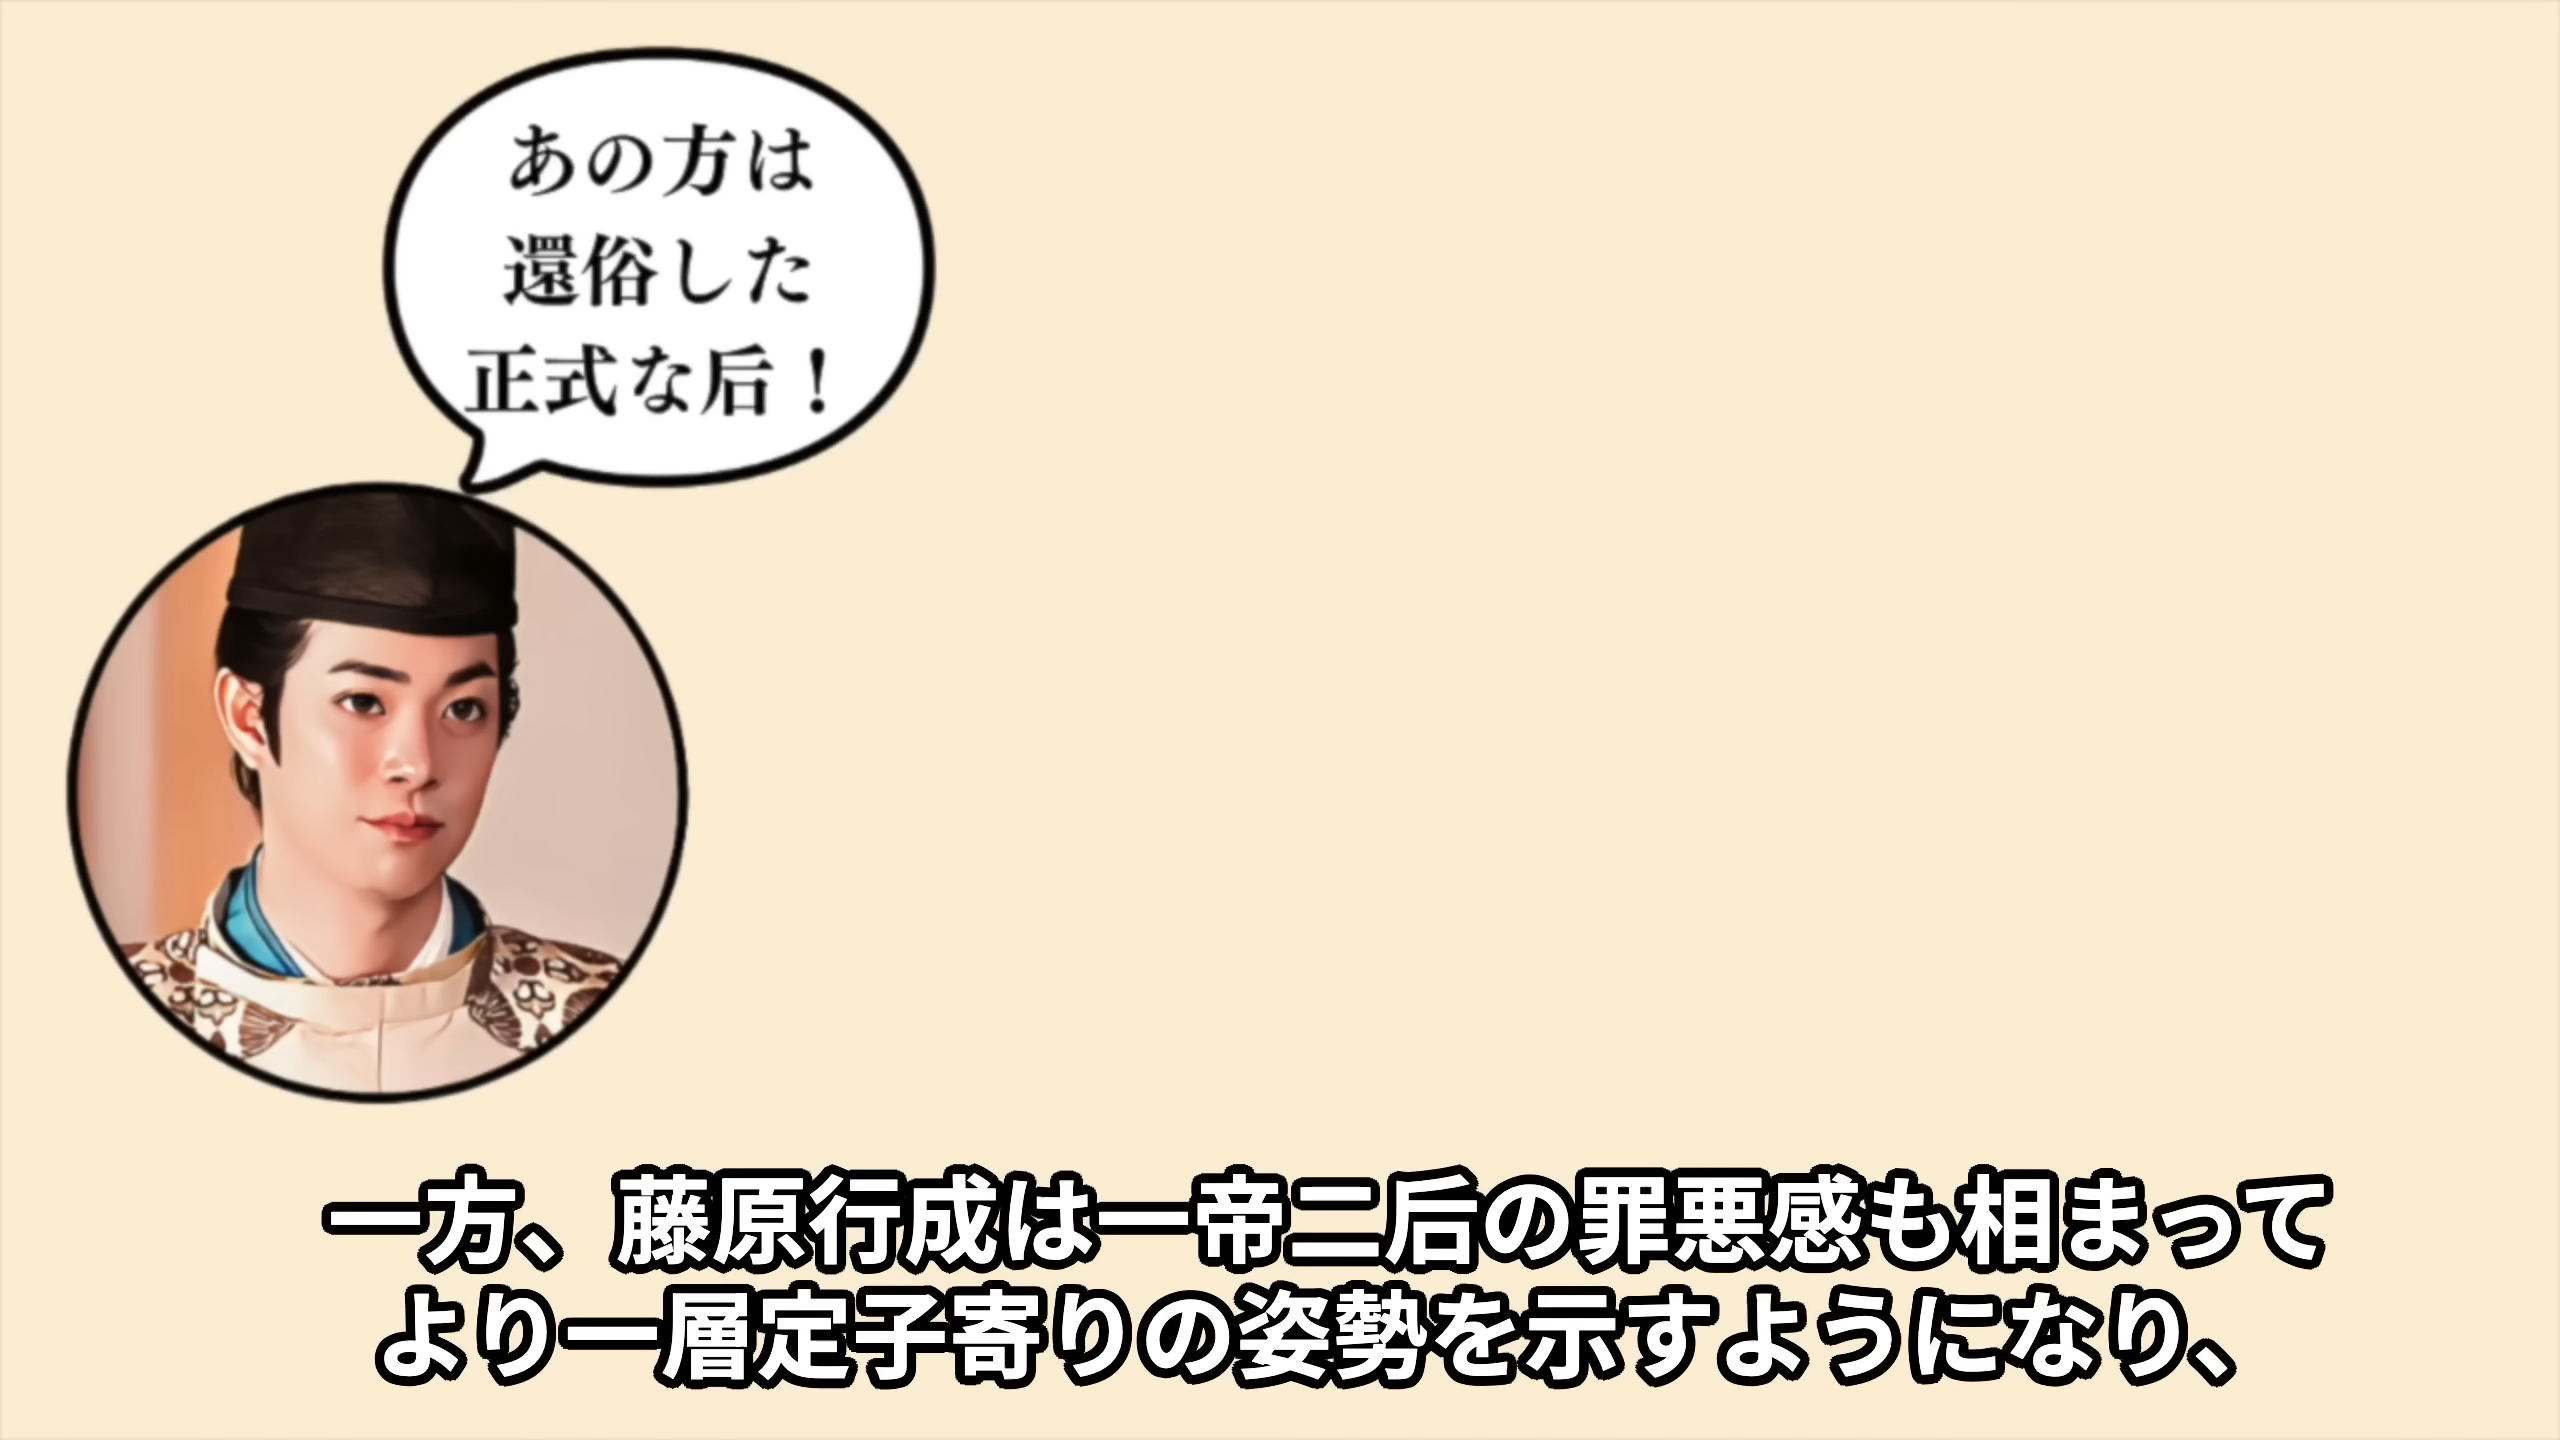 あの方は
還俗した
正式な后！
一方、藤原行成は一帝二后の罪悪感も相まって
より一層定子寄りの姿勢を示すようになり、